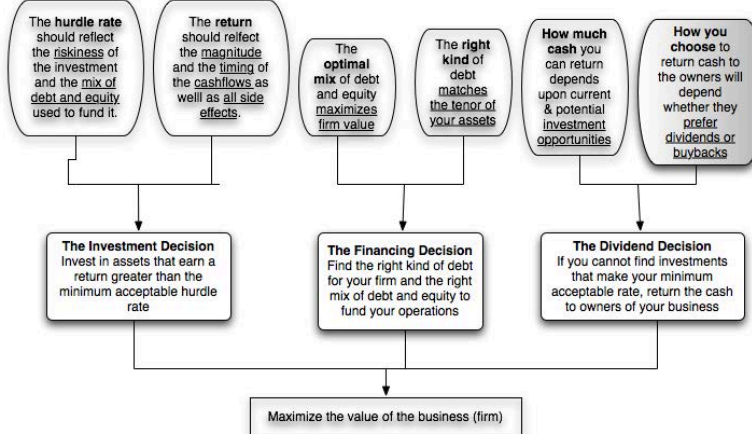 The hurdle rate
should reflect
the riskiness of
the investment
and the mix of
debt and equity
used to fund it.
The return
should relfect
the magnitude
and the timing of
the cashflows as
welll as all side
effects.
The
optimal mix of debt
and equity
maximizes
firm value
The right
kind of
debt
matches
the tenor of
your assets
How much
cash you
can return
depends
upon current
& potential
investment
opportunities
How you
choose to
return cash to
the owners will
depend
whether they
prefer
dividends or
buybacks
The Investment Decision
Invest in assets that earn a
return greater than the
minimum acceptable hurdle
rate
The Financing Decision
Find the right kind of debt
for your firm and the right
mix of debt and equity to
fund your operations
The Dividend Decision
If you cannot find investments
that make your minimum
acceptable rate, return the cash
to owners of your business
Maximize the value of the business (firm)